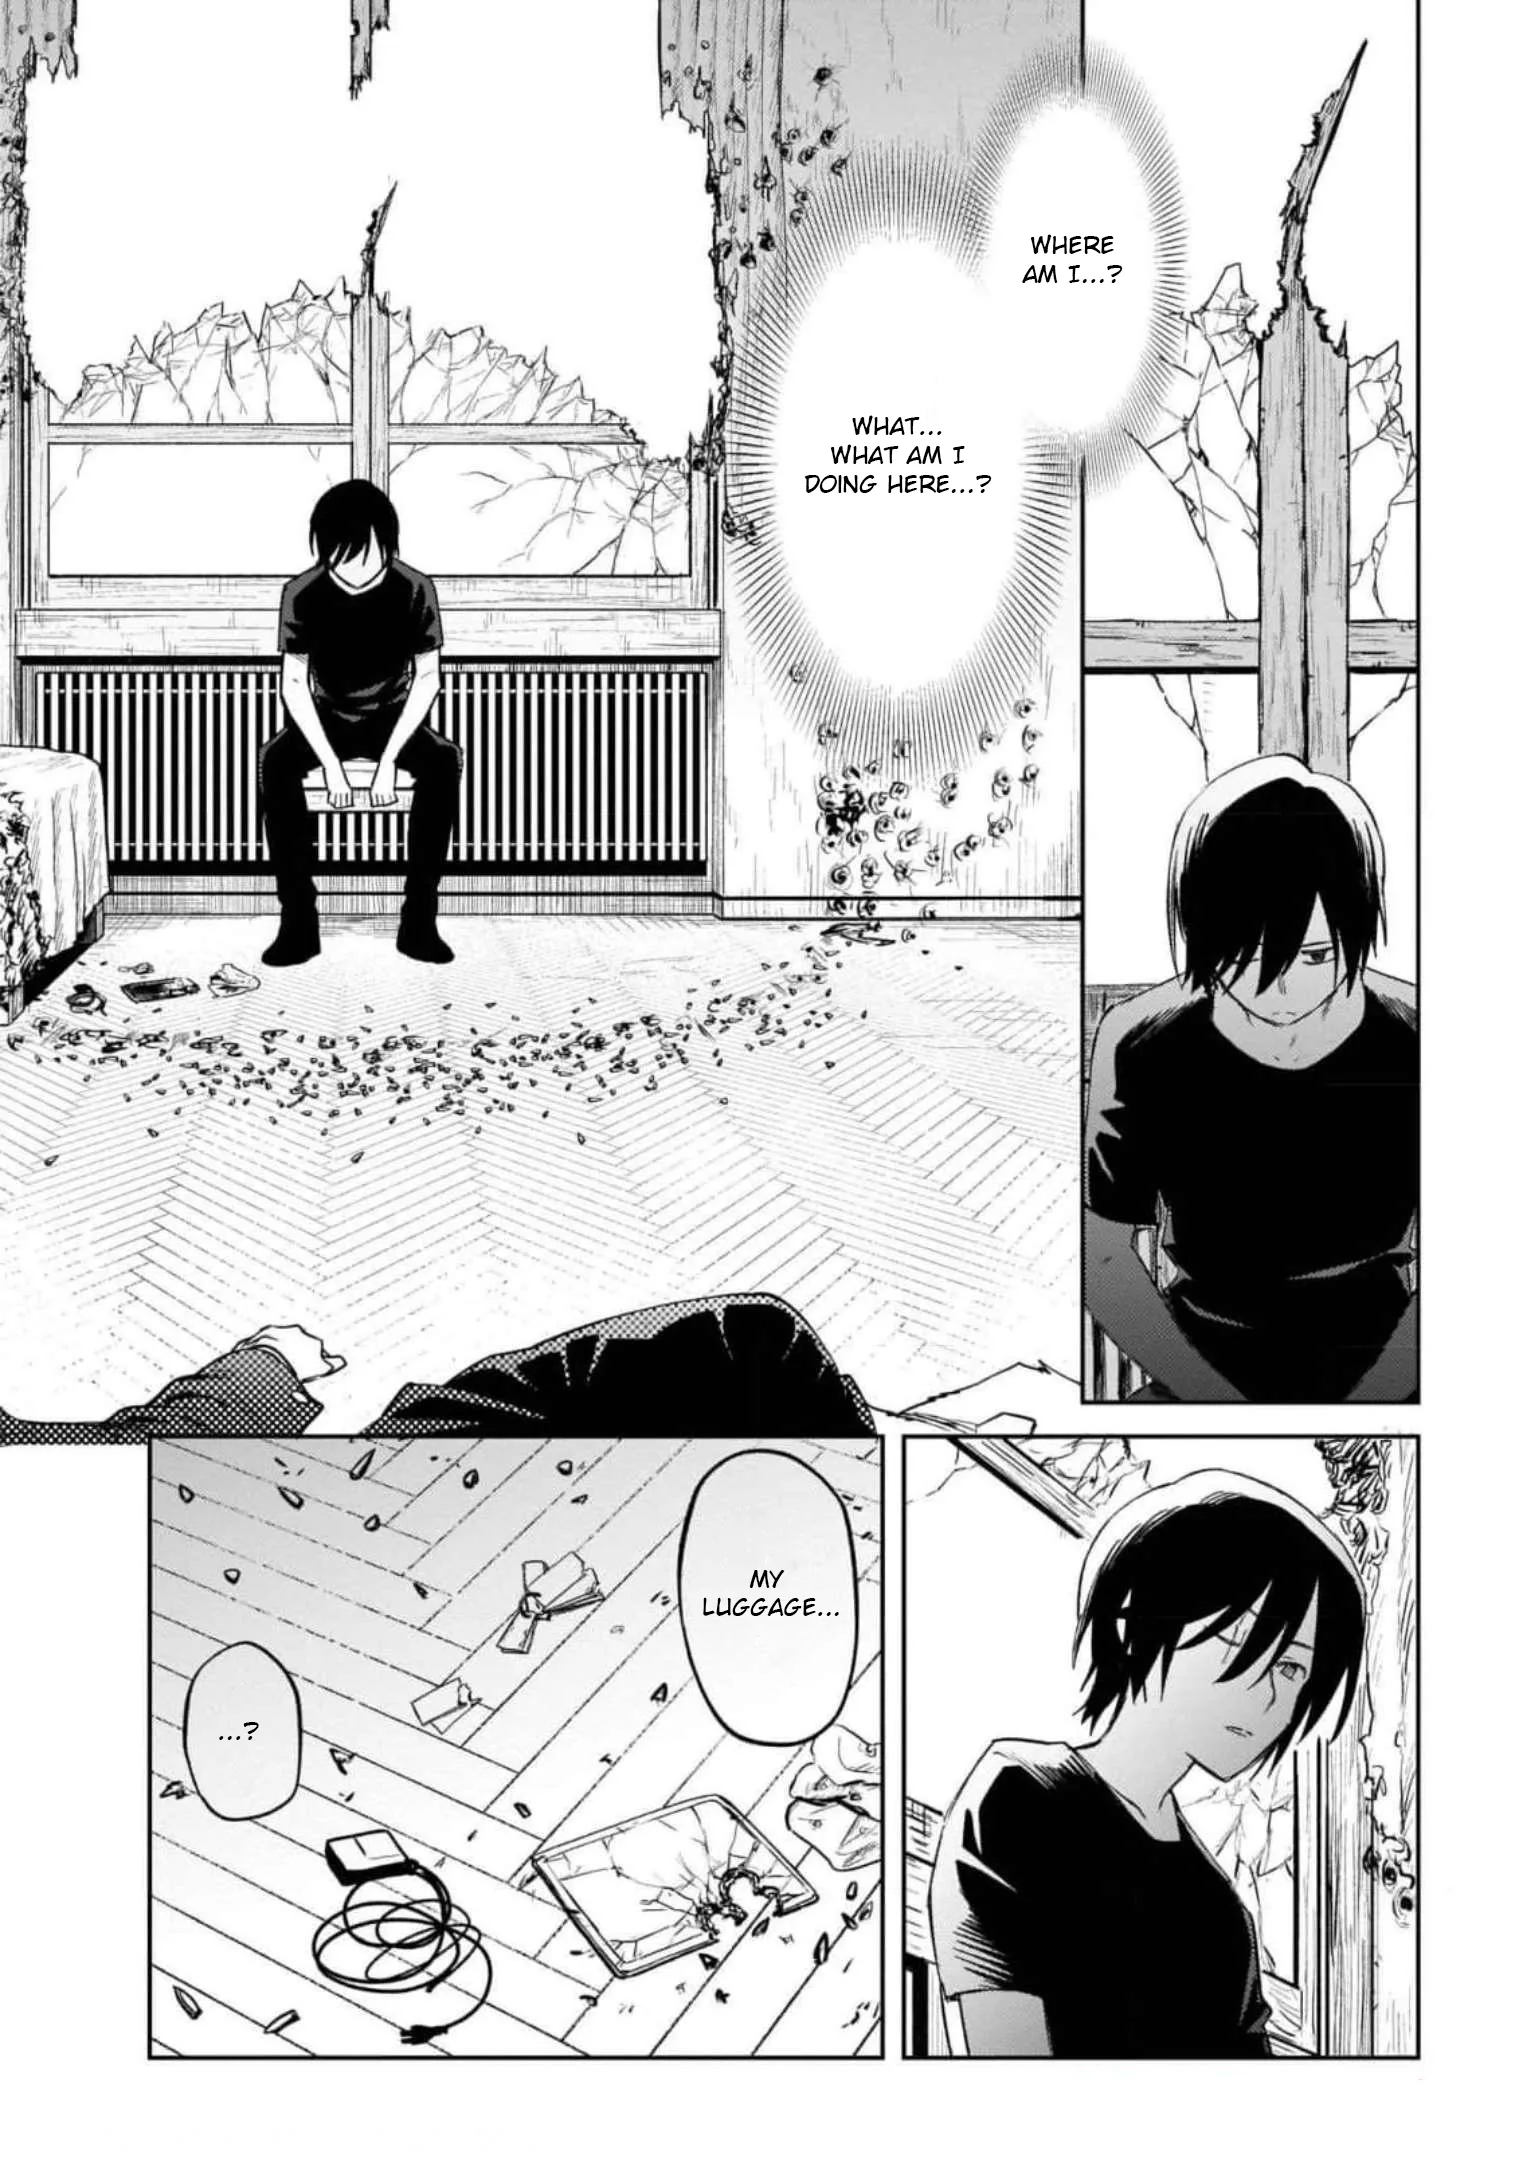 WHERE
AM I...?
WHAT...
WHAT AM I
DOING HERE...?
MY
LUGGAGE...
...?